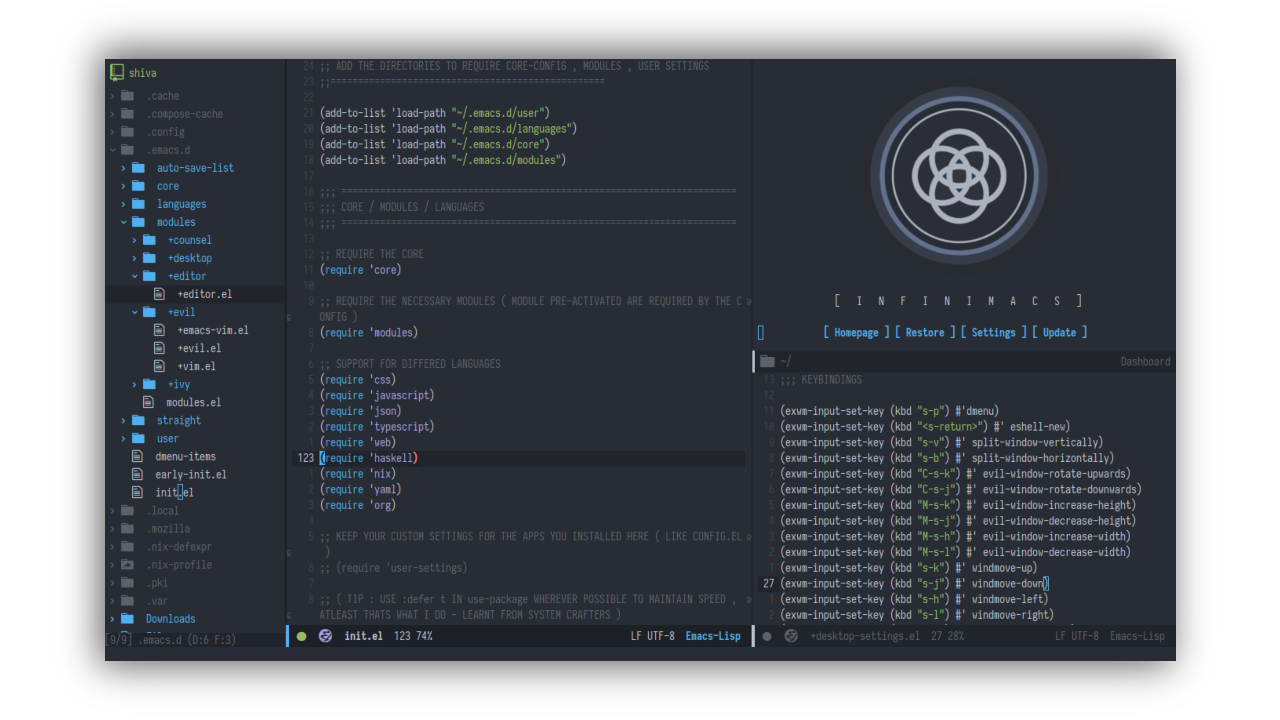 shiva
.cache
.compose-cache
.config
.emacs.d
auto-save-list
core
languages
modules
+counsel
+desktop
+editor
+editor.el
+evil
+emacs-vim.el
+evil.el
+vim.el
+ivy
modules.el
straight
user
dmenu-items
early-init.el
init.el
.local
.mozilla
.nix-defexpr
.nix-profile
.pki
.var
Downloads
[9/9] .emacs.d (D:6 F:3)
24 ;; ADD THE DIRECTORIES TO REQUIRE CORE-CONFIG , MODULES , USER SETTINGS
23 ;;==================================================
22
21 (add-to-list 'load-path "~/.emacs.d/user")
20 (add-to-list 'load-path "~/.emacs.d/languages")
19 (add-to-list 'load-path "~/.emacs.d/core")
18 (add-to-list 'load-path "~/.emacs.d/modules")
17
16 ;;; ========================================================================
15 ;;; CORE / MODULES / LANGUAGES
14 ;;; ========================================================================
13
12 ;; REQUIRE THE CORE
11 (require 'core)
10
9 ;; REQUIRE THE NECESSARY MODULES ( MODULE PRE-ACTIVATED ARE REQUIRED BY THE C
ONFIG )
8 (require 'modules)
7
6 ;; SUPPORT FOR DIFFERED LANGUAGES
5 (require 'css)
4 (require 'javascript)
3 (require 'json)
2 (require 'typescript)
1 (require 'web)
123 (require 'haskell)
1 (require 'nix)
2 (require 'yaml)
3 (require 'org)
4
5 ;; KEEP YOUR CUSTOM SETTINGS FOR THE APPS YOU INSTALLED HERE ( LIKE CONFIG.EL
)
6 ;; (require 'user-settings)
7
8 ;; ( TIP : USE :defer t IN use-package WHEREVER POSSIBLE TO MAINTAIN SPEED ,
ATLEAST THATS WHAT I DO - LEARNT FROM SYSTEM CRAFTERS )
init.el 123 74% LF UTF-8 Emacs-Lisp
[ I N F I N I M A C S ]
[ Homepage ] [ Restore ] [ Settings ] [ Update ]
~/ Dashboard
13 ;;; KEYBINDINGS
12
11 (exwm-input-set-key (kbd "s-p") #'dmenu)
10 (exwm-input-set-key (kbd "<s-return>") #' eshell-new)
9 (exwm-input-set-key (kbd "s-v") #' split-window-vertically)
8 (exwm-input-set-key (kbd "s-b") #' split-window-horizontally)
7 (exwm-input-set-key (kbd "C-s-k") #' evil-window-rotate-upwards)
6 (exwm-input-set-key (kbd "C-s-j") #' evil-window-rotate-downwards)
5 (exwm-input-set-key (kbd "M-s-k") #' evil-window-increase-height)
4 (exwm-input-set-key (kbd "M-s-j") #' evil-window-decrease-height)
3 (exwm-input-set-key (kbd "M-s-h") #' evil-window-increase-width)
2 (exwm-input-set-key (kbd "M-s-l") #' evil-window-decrease-width)
1 (exwm-input-set-key (kbd "s-k") #' windmove-up)
27 (exwm-input-set-key (kbd "s-j") #' windmove-down)
1 (exwm-input-set-key (kbd "s-h") #' windmove-left)
2 (exwm-input-set-key (kbd "s-l") #' windmove-right)
+desktop-settings.el 27 28% LF UTF-8 Emacs-Lisp